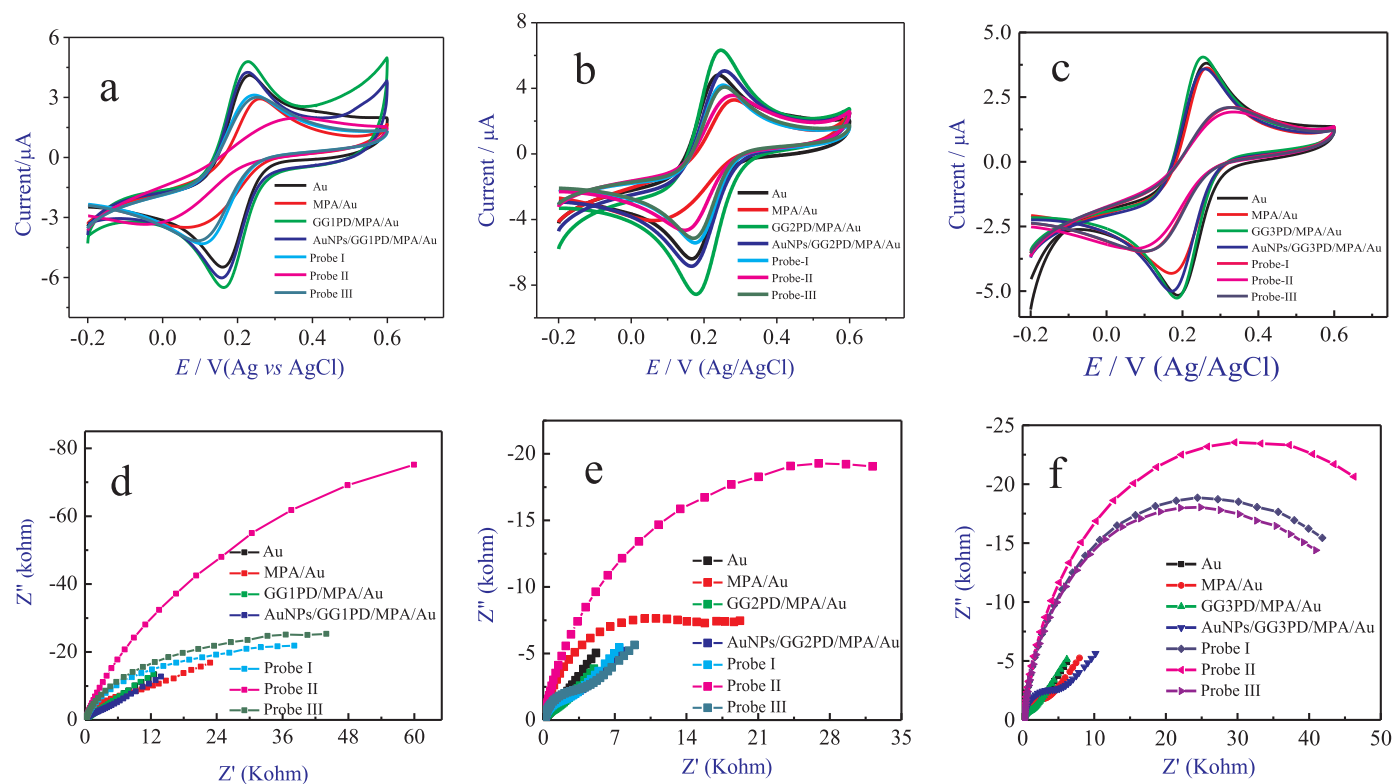 a
Current/µA
6
3
0
-3
-6
-0.2
0.0
0.2
0.4
0.6
E / V(Ag vs AgCl)
Au
MPA/Au
GG1PD/MPA/Au
AuNPs/GG1PD/MPA/Au
Probe I
Probe II
Probe III
b
Current / µA
8
4
0
-4
-8
-0.2
0.0
0.2
0.4
0.6
E / V (Ag/AgCl)
Au
MPA/Au
GG2PD/MPA/Au
AuNPs/GG2PD/MPA/Au
Probe-I
Probe-II
Probe-III
c
Current / µA
5.0
2.5
0.0
-2.5
-5.0
-0.2
0.0
0.2
0.4
0.6
E / V (Ag/AgCl)
Au
MPA/Au
GG3PD/MPA/Au
AuNPs/GG3PD/MPA/Au
Probe-I
Probe-II
Probe-III
d
Z'' (kohm)
-80
-60
-40
-20
0
0
12
24
36
48
60
Z' (Kohm)
Au
MPA/Au
GG1PD/MPA/Au
AuNPs/GG1PD/MPA/Au
Probe I
Probe II
Probe III
e
Z'' (kohm)
-20
-15
-10
-5
0
0
7
14
21
28
35
Z' (Kohm)
Au
MPA/Au
GG2PD/MPA/Au
AuNPs/GG2PD/MPA/Au
Probe I
Probe II
Probe III
f
Z'' (kohm)
-25
-20
-15
-10
-5
0
0
10
20
30
40
50
Z' (Kohm)
Au
MPA/Au
GG3PD/MPA/Au
AuNPs/GG3PD/MPA/Au
Probe I
Probe II
Probe III